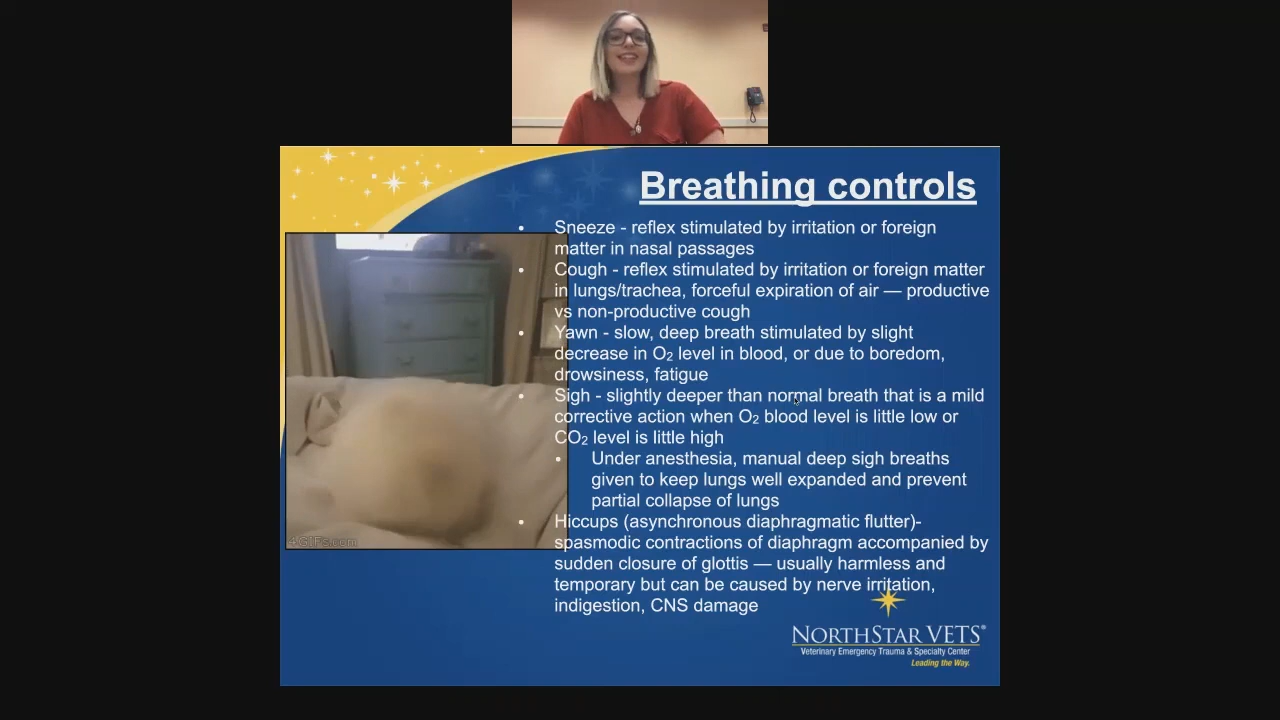 Breathing controls
• Sneeze - reflex stimulated by irritation or foreign
matter in nasal passages
• Cough - reflex stimulated by irritation or foreign matter
in lungs/trachea, forceful expiration of air — productive
vs non-productive cough
• Yawn - slow, deep breath stimulated by slight
decrease in O₂ level in blood, or due to boredom,
drowsiness, fatigue
• Sigh - slightly deeper than normal breath that is a mild
corrective action when O₂ blood level is little low or
CO₂ level is little high
• Under anesthesia, manual deep sigh breaths
given to keep lungs well expanded and prevent
partial collapse of lungs
• Hiccups (asynchronous diaphragmatic flutter)-
spasmodic contractions of diaphragm accompanied by
sudden closure of glottis — usually harmless and
temporary but can be caused by nerve irritation,
indigestion, CNS damage
4GIFs.com
NORTHSTAR VETS®
Veterinary Emergency Trauma & Specialty Center
Leading the Way.